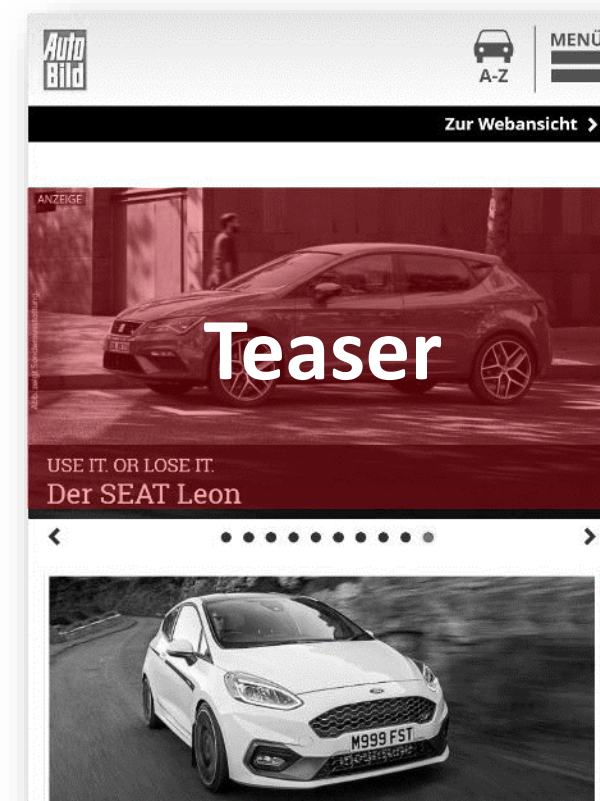 Auto
Bild
A-Z
MENÜ
Zur Webansicht
ANZEIGE
Teaser
USE IT. OR LOSE IT.
Der SEAT Leon
M999 FST